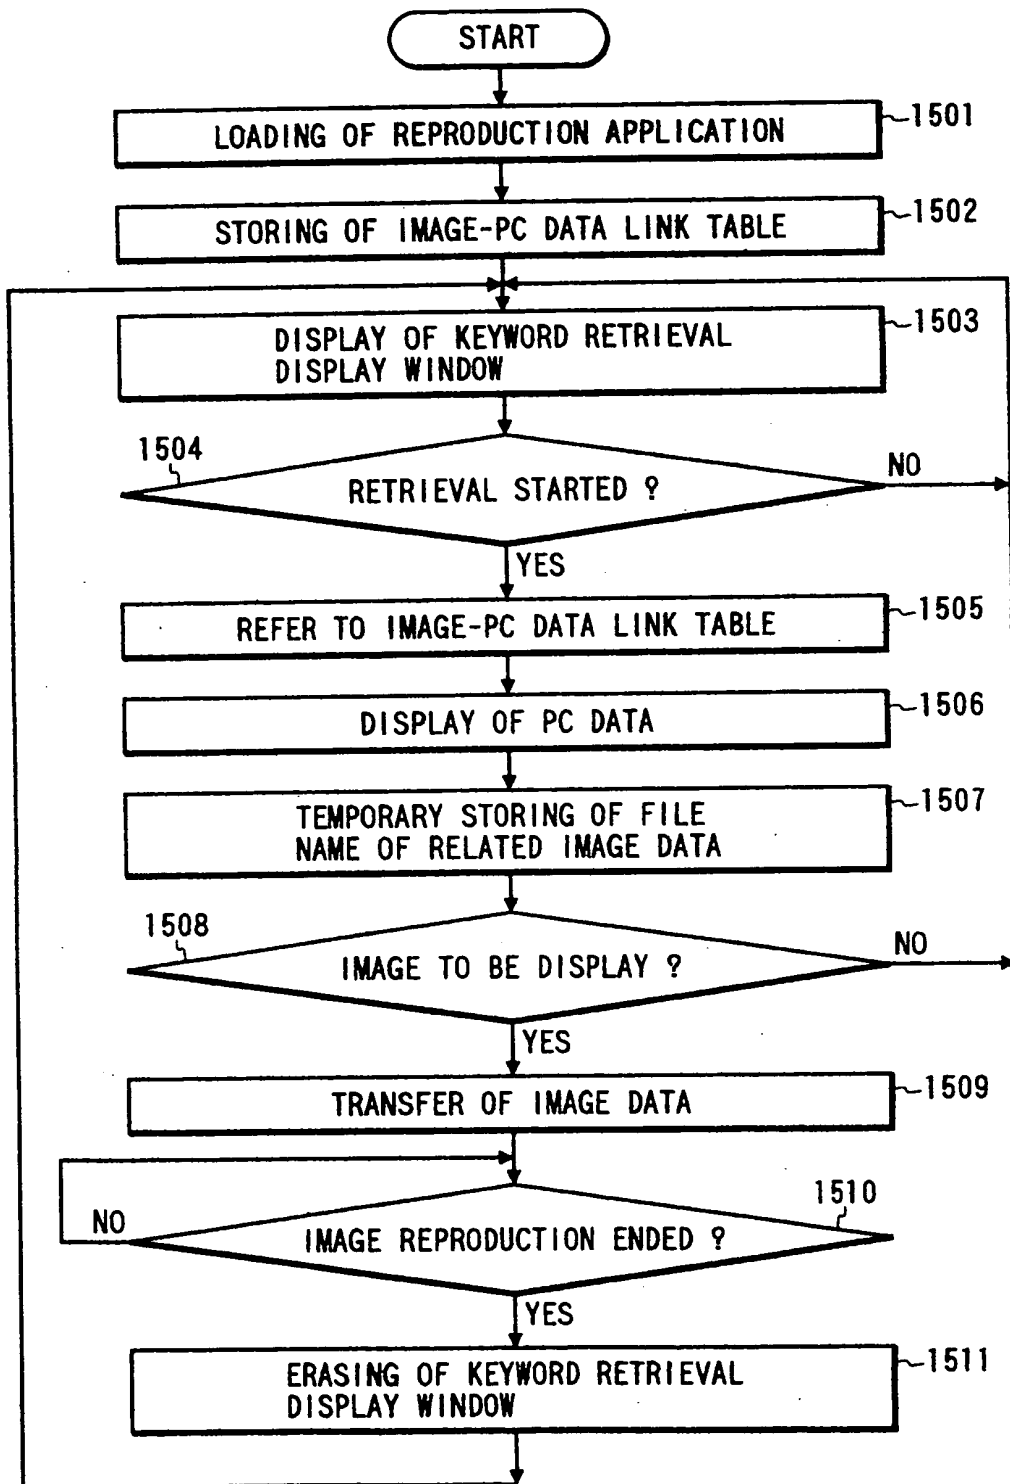 START
LOADING OF REPRODUCTION APPLICATION
1501
STORING OF IMAGE-PC DATA LINK TABLE
1502
DISPLAY OF KEYWORD RETRIEVAL
DISPLAY WINDOW
1503
1504
RETRIEVAL STARTED ?
NO
YES
REFER TO IMAGE-PC DATA LINK TABLE
1505
DISPLAY OF PC DATA
1506
TEMPORARY STORING OF FILE
NAME OF RELATED IMAGE DATA
1507
1508
IMAGE TO BE DISPLAY ?
NO
YES
TRANSFER OF IMAGE DATA
1509
1510
NO
IMAGE REPRODUCTION ENDED ?
YES
ERASING OF KEYWORD RETRIEVAL
DISPLAY WINDOW
1511